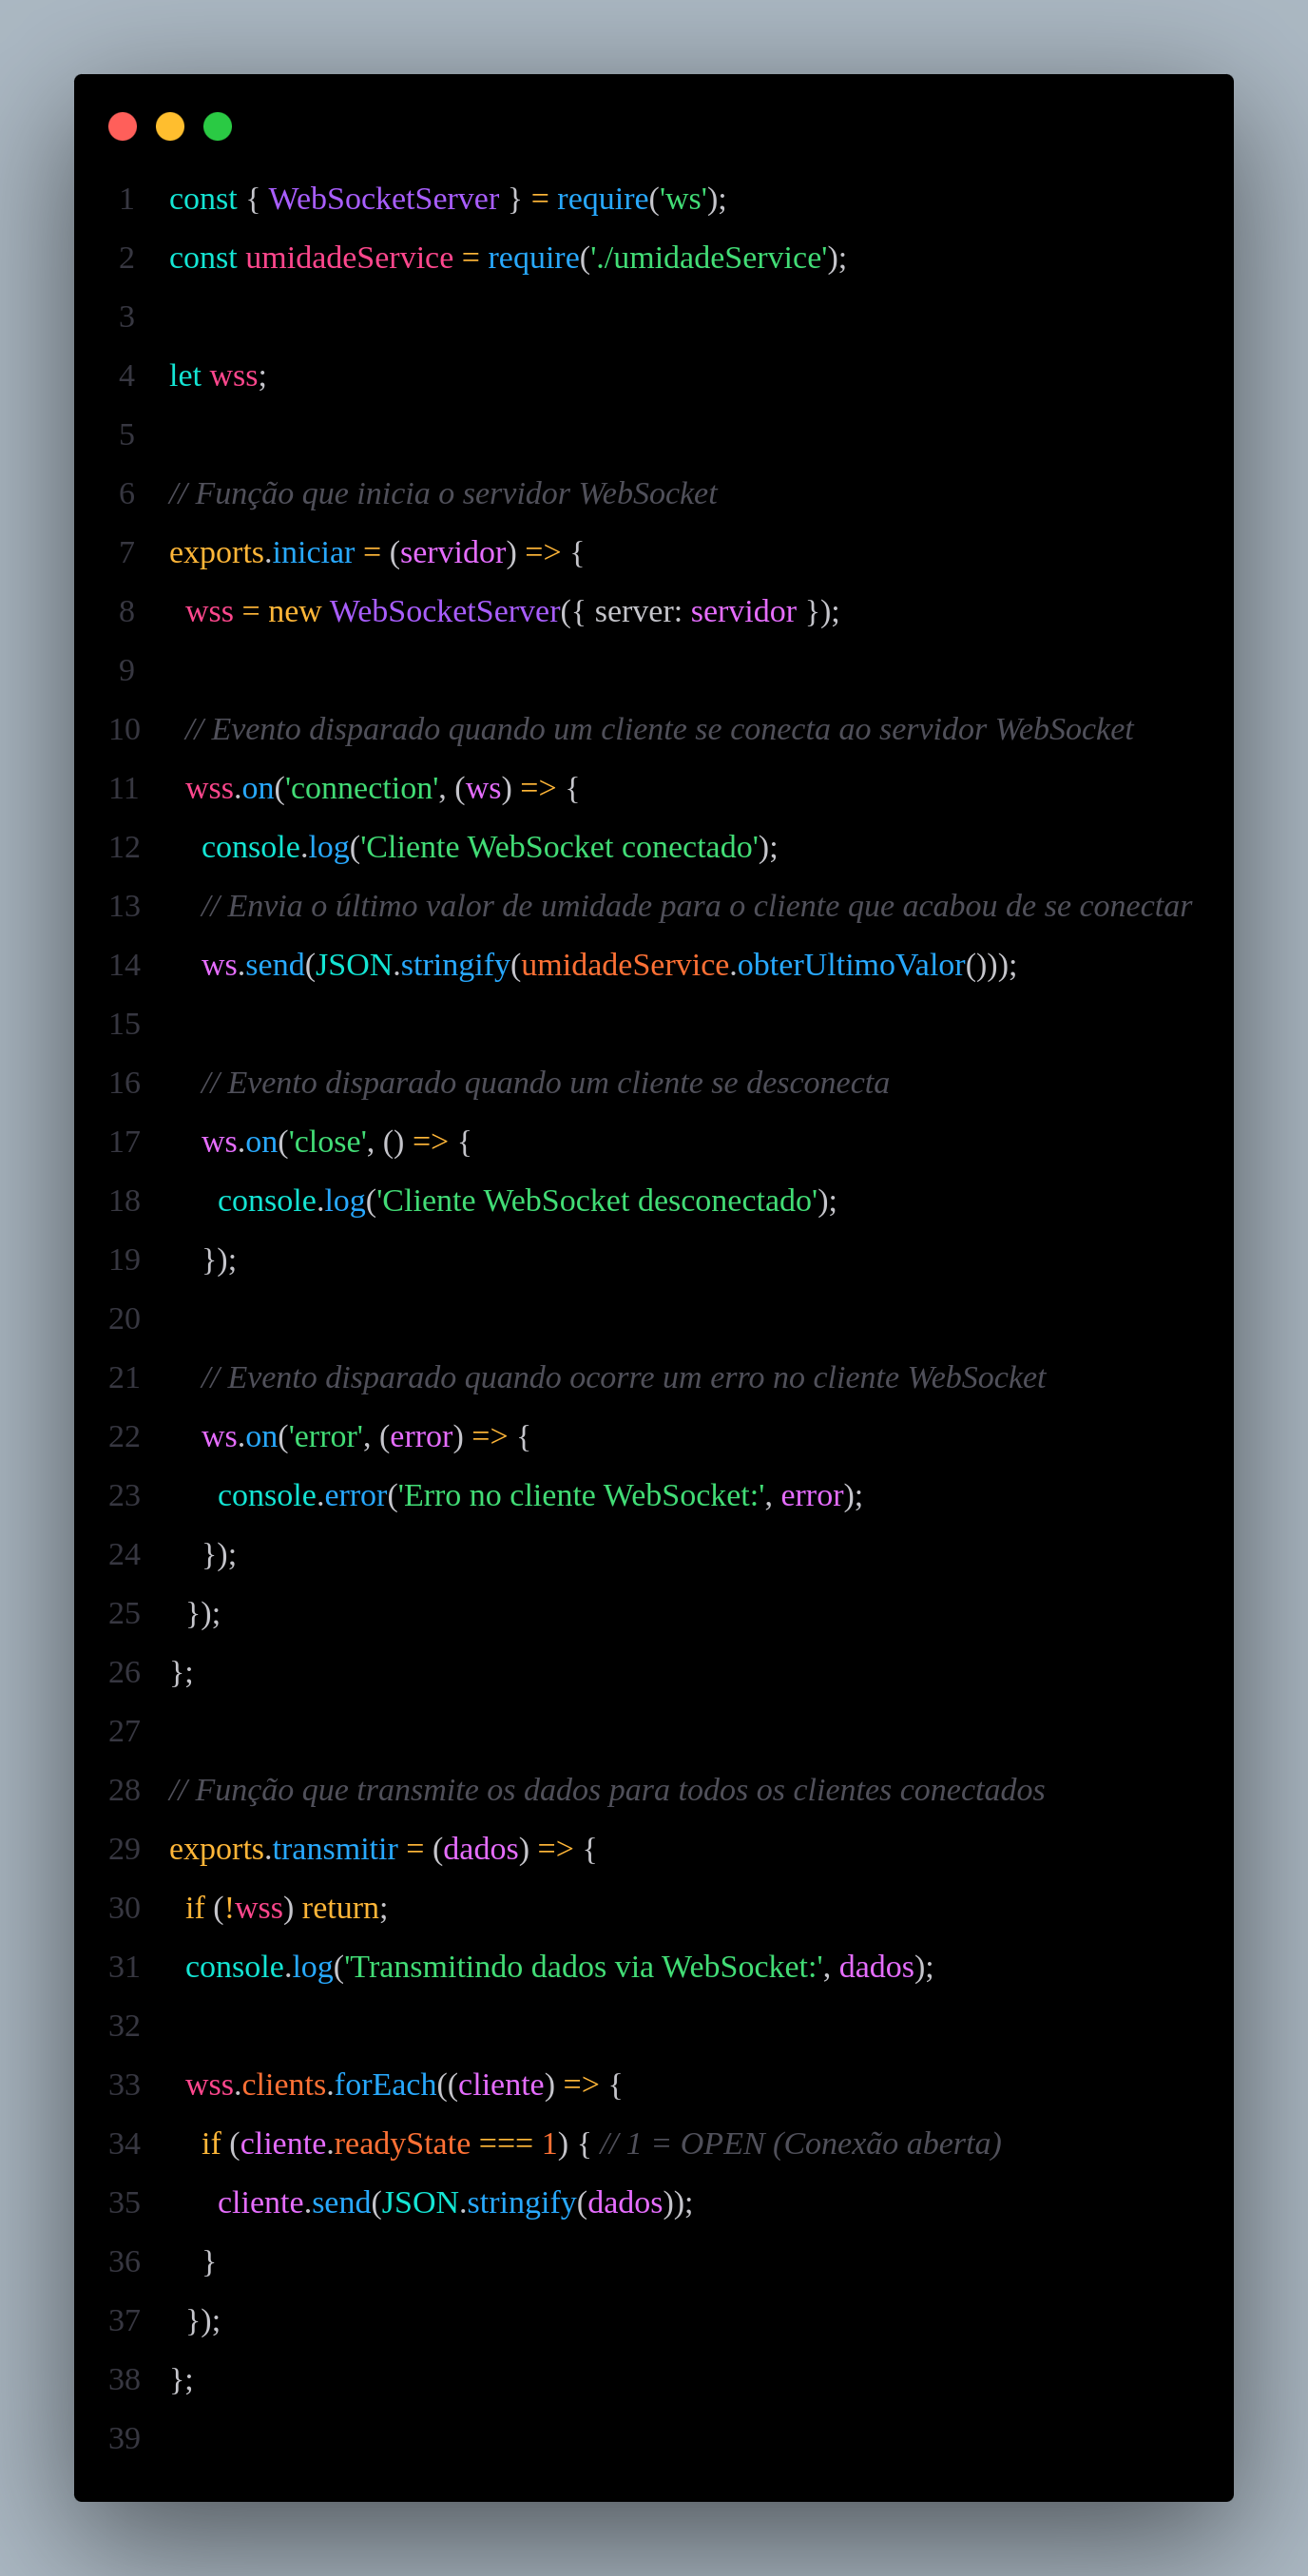 1 const { WebSocketServer } = require('ws');
2 const umidadeService = require('./umidadeService');
3
4 let wss;
5
6 // Função que inicia o servidor WebSocket
7 exports.iniciar = (servidor) => {
8   wss = new WebSocketServer({ server: servidor });
9
10   // Evento disparado quando um cliente se conecta ao servidor WebSocket
11   wss.on('connection', (ws) => {
12     console.log('Cliente WebSocket conectado');
13     // Envia o último valor de umidade para o cliente que acabou de se conectar
14     ws.send(JSON.stringify(umidadeService.obterUltimoValor()));
15
16     // Evento disparado quando um cliente se desconecta
17     ws.on('close', () => {
18       console.log('Cliente WebSocket desconectado');
19     });
20
21     // Evento disparado quando ocorre um erro no cliente WebSocket
22     ws.on('error', (error) => {
23       console.error('Erro no cliente WebSocket:', error);
24     });
25   });
26 };
27
28 // Função que transmite os dados para todos os clientes conectados
29 exports.transmitir = (dados) => {
30   if (!wss) return;
31   console.log('Transmitindo dados via WebSocket:', dados);
32
33   wss.clients.forEach((cliente) => {
34     if (cliente.readyState === 1) { // 1 = OPEN (Conexão aberta)
35       cliente.send(JSON.stringify(dados));
36     }
37   });
38 };
39